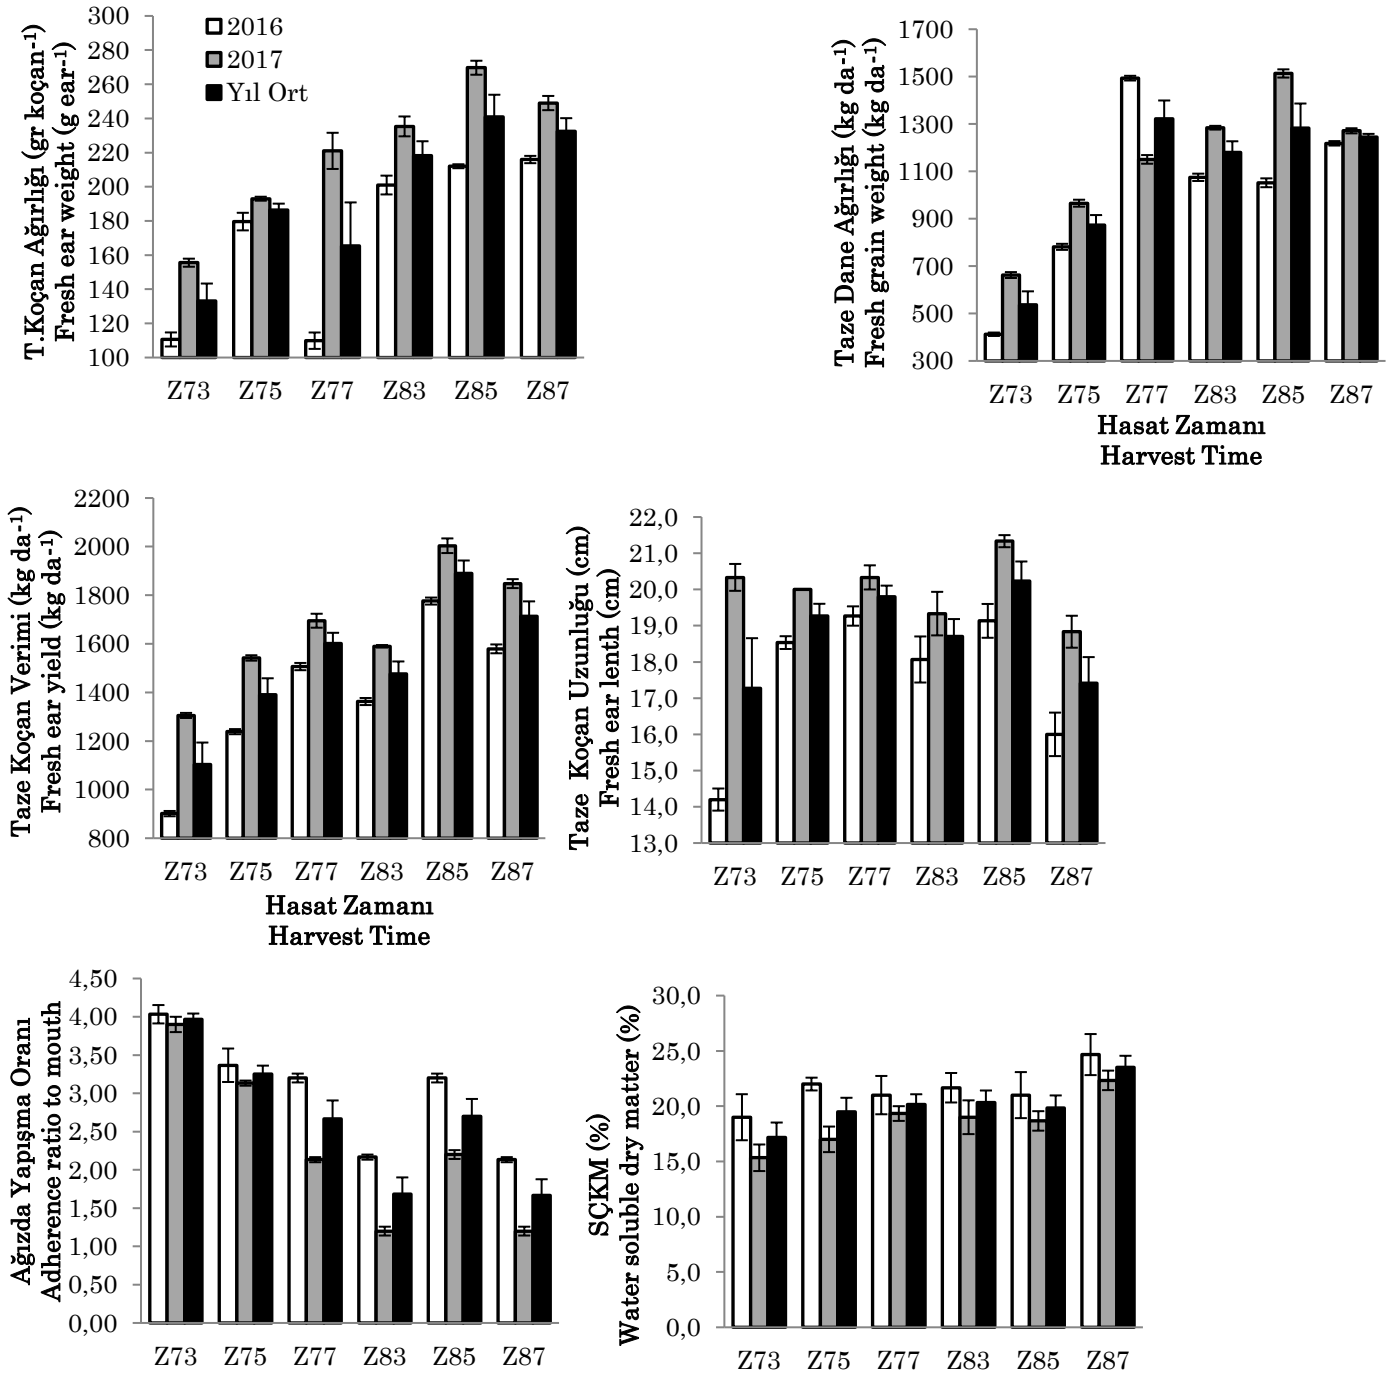 T.Koçan Ağırlığı (gr koçan-1)
Fresh ear weight (g ear-1)
300
280
260
240
220
200
180
160
140
120
100
2016
2017
Yıl Ort
Z73 Z75 Z77 Z83 Z85 Z87
Taze Dane Ağırlığı (kg da-1)
Fresh grain weight (kg da-1)
1700
1500
1300
1100
900
700
500
300
Z73 Z75 Z77 Z83 Z85 Z87
Hasat Zamanı
Harvest Time
Taze Koçan Verimi (kg da-1)
Fresh ear yield (kg da-1)
2200
2000
1800
1600
1400
1200
1000
800
Z73 Z75 Z77 Z83 Z85 Z87
Hasat Zamanı
Harvest Time
Taze Koçan Uzunluğu (cm)
Fresh ear lenth (cm)
22,0
21,0
20,0
19,0
18,0
17,0
16,0
15,0
14,0
13,0
Z73 Z75 Z77 Z83 Z85 Z87
Ağızda Yapışma Oranı
Adherence ratio to mouth
4,50
4,00
3,50
3,00
2,50
2,00
1,50
1,00
0,50
0,00
Z73 Z75 Z77 Z83 Z85 Z87
SÇKM (%)
Water soluble dry matter (%)
30,0
25,0
20,0
15,0
10,0
5,0
0,0
Z73 Z75 Z77 Z83 Z85 Z87